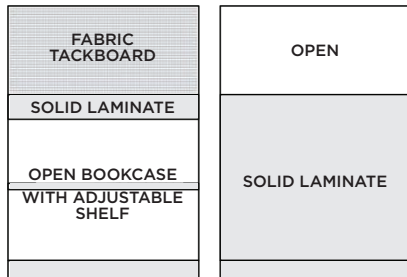 FABRIC
TACKBOARD
SOLID LAMINATE
OPEN BOOKCASE
WITH ADJUSTABLE
SHELF
OPEN
SOLID LAMINATE